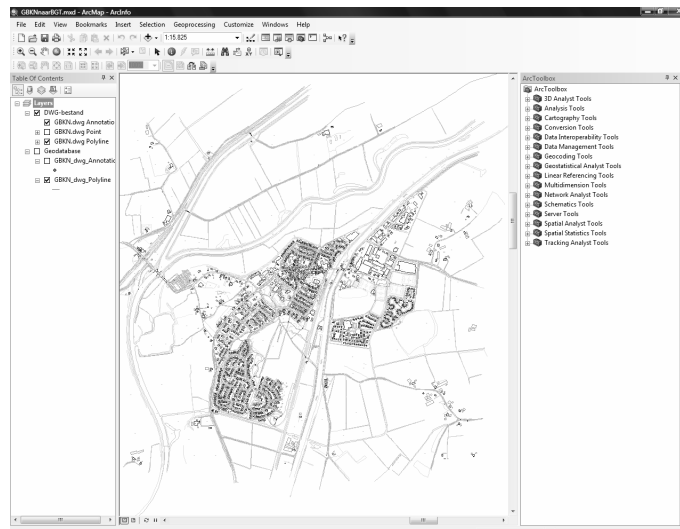 GBKNnaarBGT.mxd - ArcMap - ArcInfo
File Edit View Bookmarks Insert Selection Geoprocessing Customize Windows Help
1:15.825
Table Of Contents
Layers
DWG-bestand
GBKN.dwg Annotatio
GBKN.dwg Point
GBKN.dwg Polyline
Geodatabase
GBKN_dwg_Annotatic
GBKN_dwg_Polyline
ArcToolbox
ArcToolbox
3D Analyst Tools
Analysis Tools
Cartography Tools
Conversion Tools
Data Interoperability Tools
Data Management Tools
Geocoding Tools
Geostatistical Analyst Tools
Linear Referencing Tools
Multidimension Tools
Network Analyst Tools
Schematics Tools
Server Tools
Spatial Analyst Tools
Spatial Statistics Tools
Tracking Analyst Tools